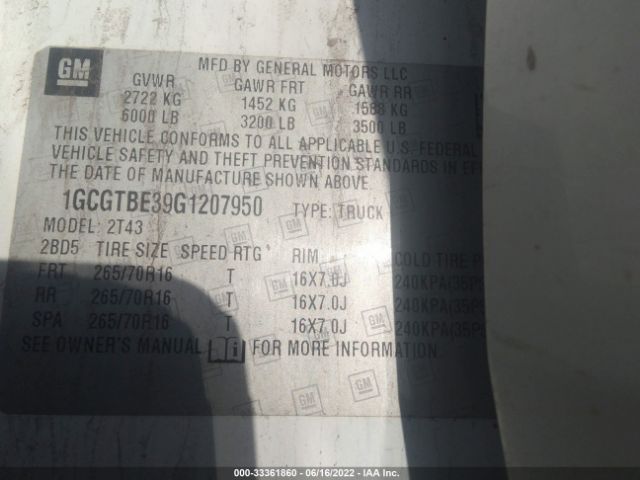 GM
MFD BY GENERAL MOTORS LLC
GVWR GAWR FRT GAWR RR
2722 KG 1452 KG 1588 KG
6000 LB 3200 LB 3500 LB
THIS VEHICLE CONFORMS TO ALL APPLICABLE U.S. FEDERAL
VEHICLE SAFETY AND THEFT PREVENTION STANDARDS IN EF
THE DATE OF MANUFACTURE SHOWN ABOVE
1GCGTBE39G1207950 TYPE: TRUCK
MODEL: 2T43
2BD5 TIRE SIZE SPEED RTG RIM COLD TIRE P
FRT 265/70R16 T 16X7.0J 240KPA(35PS
RR 265/70R16 T 16X7.0J 240KPA(35PS
SPA 265/70R16 T 16X7.0J 240KPA(35PS
SEE OWNER'S MANUAL FOR MORE INFORMATION
000-33361860 - 06/16/2022 - IAA Inc.